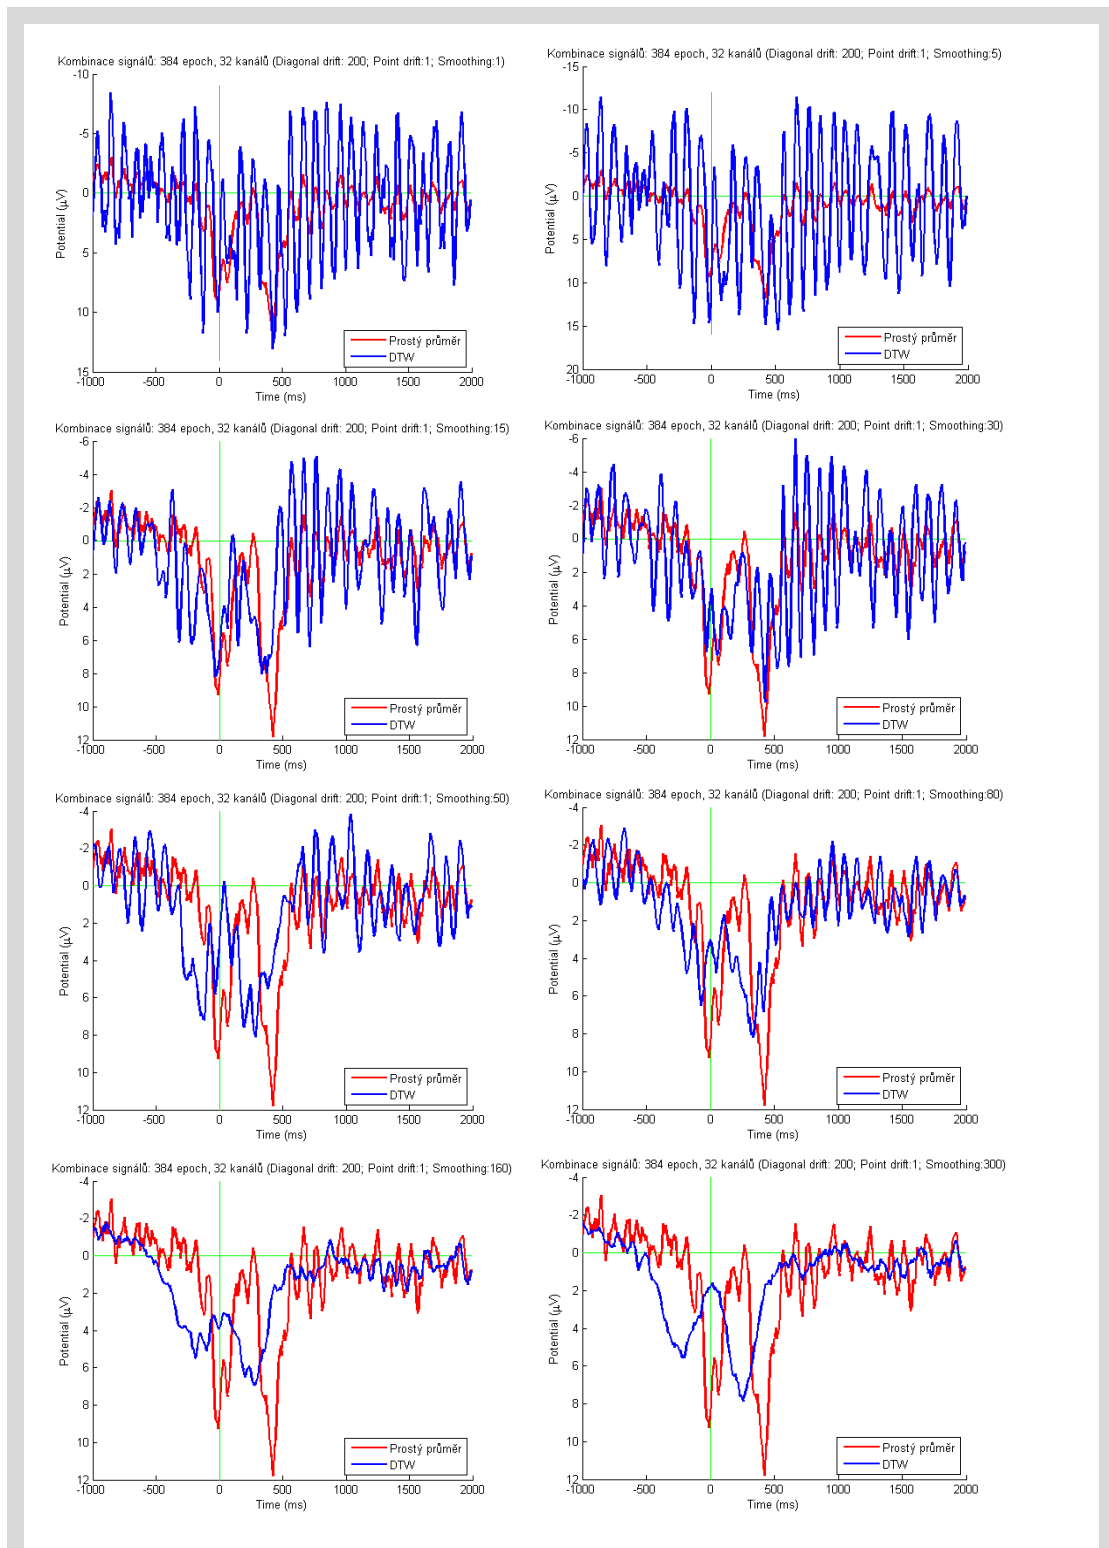 Kombinace signálů: 384 epoch, 32 kanálů (Diagonal drift: 200; Point drift:1; Smoothing:1)
-10
-5
0
5
10
15
Potential (µV)
Prostý průměr
DTW
-1000 -500 0 500 1000 1500 2000
Time (ms)
Kombinace signálů: 384 epoch, 32 kanálů (Diagonal drift: 200; Point drift:1; Smoothing:5)
-15
-10
-5
0
5
10
15
20
Potential (µV)
Prostý průměr
DTW
-1000 -500 0 500 1000 1500 2000
Time (ms)
Kombinace signálů: 384 epoch, 32 kanálů (Diagonal drift: 200; Point drift:1; Smoothing:15)
-6
-4
-2
0
2
4
6
8
10
12
Potential (µV)
Prostý průměr
DTW
-1000 -500 0 500 1000 1500 2000
Time (ms)
Kombinace signálů: 384 epoch, 32 kanálů (Diagonal drift: 200; Point drift:1; Smoothing:30)
-6
-4
-2
0
2
4
6
8
10
12
Potential (µV)
Prostý průměr
DTW
-1000 -500 0 500 1000 1500 2000
Time (ms)
Kombinace signálů: 384 epoch, 32 kanálů (Diagonal drift: 200; Point drift:1; Smoothing:50)
-4
-2
0
2
4
6
8
10
12
Potential (µV)
Prostý průměr
DTW
-1000 -500 0 500 1000 1500 2000
Time (ms)
Kombinace signálů: 384 epoch, 32 kanálů (Diagonal drift: 200; Point drift:1; Smoothing:80)
-4
-2
0
2
4
6
8
10
12
Potential (µV)
Prostý průměr
DTW
-1000 -500 0 500 1000 1500 2000
Time (ms)
Kombinace signálů: 384 epoch, 32 kanálů (Diagonal drift: 200; Point drift:1; Smoothing:160)
-4
-2
0
2
4
6
8
10
12
Potential (µV)
Prostý průměr
DTW
-1000 -500 0 500 1000 1500 2000
Time (ms)
Kombinace signálů: 384 epoch, 32 kanálů (Diagonal drift: 200; Point drift:1; Smoothing:300)
-4
-2
0
2
4
6
8
10
12
Potential (µV)
Prostý průměr
DTW
-1000 -500 0 500 1000 1500 2000
Time (ms)